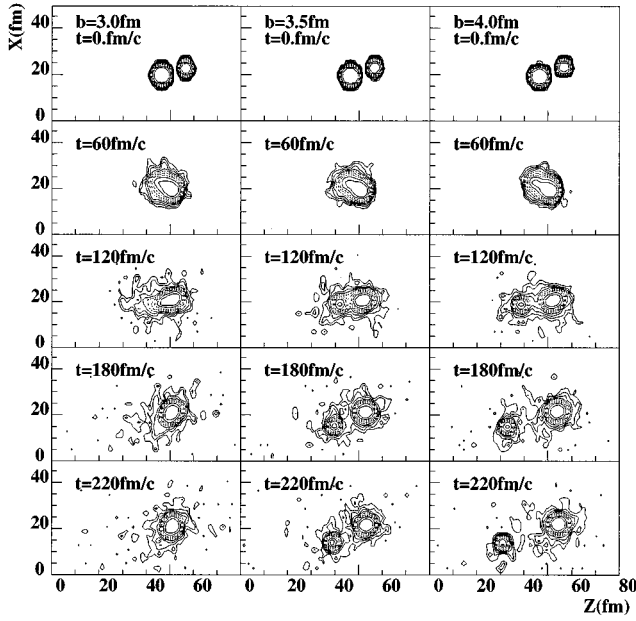 X(fm)
b=3.0fm b=3.5fm b=4.0fm
40 t=0.fm/c t=0.fm/c t=0.fm/c
20
0
t=60fm/c t=60fm/c t=60fm/c
40
20
0
t=120fm/c t=120fm/c t=120fm/c
40
20
0
t=180fm/c t=180fm/c t=180fm/c
40
20
0
t=220fm/c t=220fm/c t=220fm/c
40
20
0
0 20 40 60 0 20 40 60 0 20 40 60 80
Z(fm)